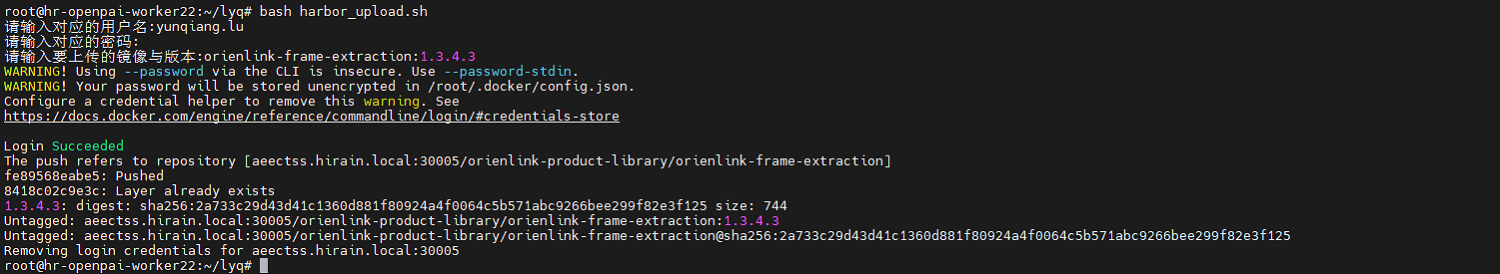 root@hr-openpai-worker22:~/lyq# bash harbor_upload.sh
请输入对应的用户名:yunqiang.lu
请输入对应的密码:
请输入要上传的镜像与版本:orienlink-frame-extraction:1.3.4.3
WARNING! Using --password via the CLI is insecure. Use --password-stdin.
WARNING! Your password will be stored unencrypted in /root/.docker/config.json.
Configure a credential helper to remove this warning. See
https://docs.docker.com/engine/reference/commandline/login/#credentials-store
Login Succeeded
The push refers to repository [aeectss.hirain.local:30005/orienlink-product-library/orienlink-frame-extraction]
fe89568eabe5: Pushed
8418c02c9e3c: Layer already exists
1.3.4.3: digest: sha256:2a733c29d43d41c1360d881f80924a4f0064c5b571abc9266bee299f82e3f125 size: 744
Untagged: aeectss.hirain.local:30005/orienlink-product-library/orienlink-frame-extraction:1.3.4.3
Untagged: aeectss.hirain.local:30005/orienlink-product-library/orienlink-frame-extraction@sha256:2a733c29d43d41c1360d881f80924a4f0064c5b571abc9266bee299f82e3f125
Removing login credentials for aeectss.hirain.local:30005
root@hr-openpai-worker22:~/lyq#